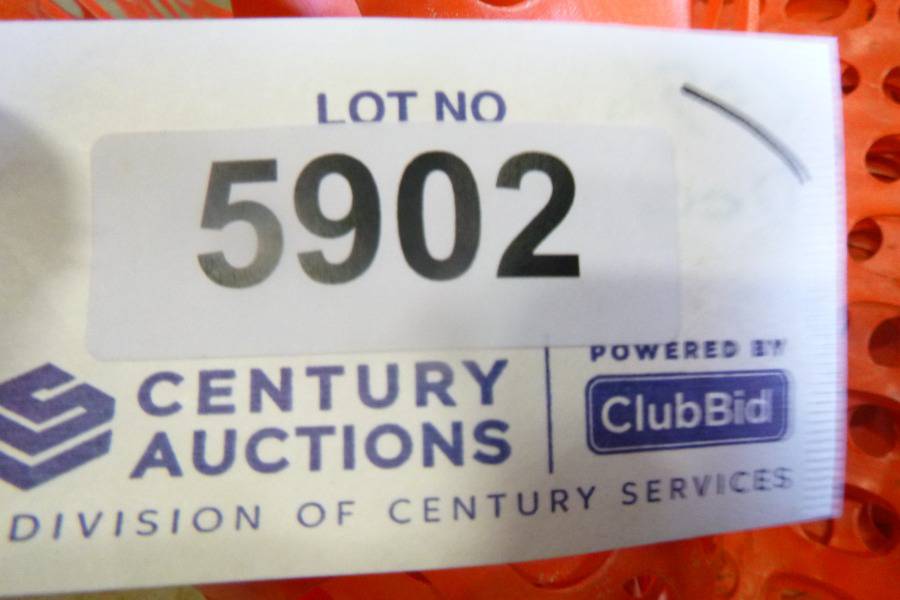 LOT NO
5902
CENTURY
AUCTIONS
POWERED BY
ClubBid
DIVISION OF CENTURY SERVICES